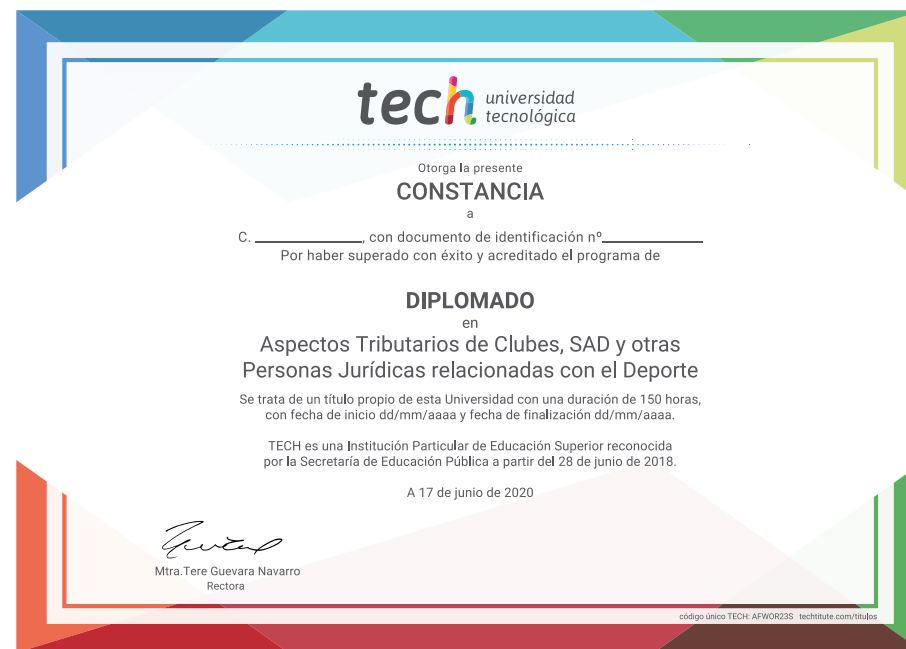 tech universidad
tecnológica
Otorga la presente
CONSTANCIA
a
C. ____________, con documento de identificación nº____________
Por haber superado con éxito y acreditado el programa de
DIPLOMADO
en
Aspectos Tributarios de Clubes, SAD y otras
Personas Jurídicas relacionadas con el Deporte
Se trata de un título propio de esta Universidad con una duración de 150 horas,
con fecha de inicio dd/mm/aaaa y fecha de finalización dd/mm/aaaa.
TECH es una Institución Particular de Educación Superior reconocida
por la Secretaría de Educación Pública a partir del 28 de junio de 2018.
A 17 de junio de 2020
Mtra.Tere Guevara Navarro
Rectora
código único TECH: AFWOR23S techtitute.com/titulos